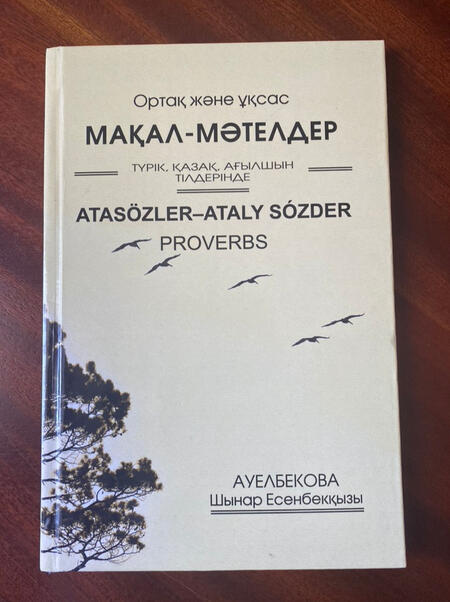 Ортақ және ұқсас
МАҚАЛ-МӘТЕЛДЕР
ТҮРІК, ҚАЗАҚ, АҒЫЛШЫН
ТІЛДЕРІНДЕ
ATASÖZLER–ATALY SÓZDER
PROVERBS
АУЕЛБЕКОВА
Шынар Есенбекқызы